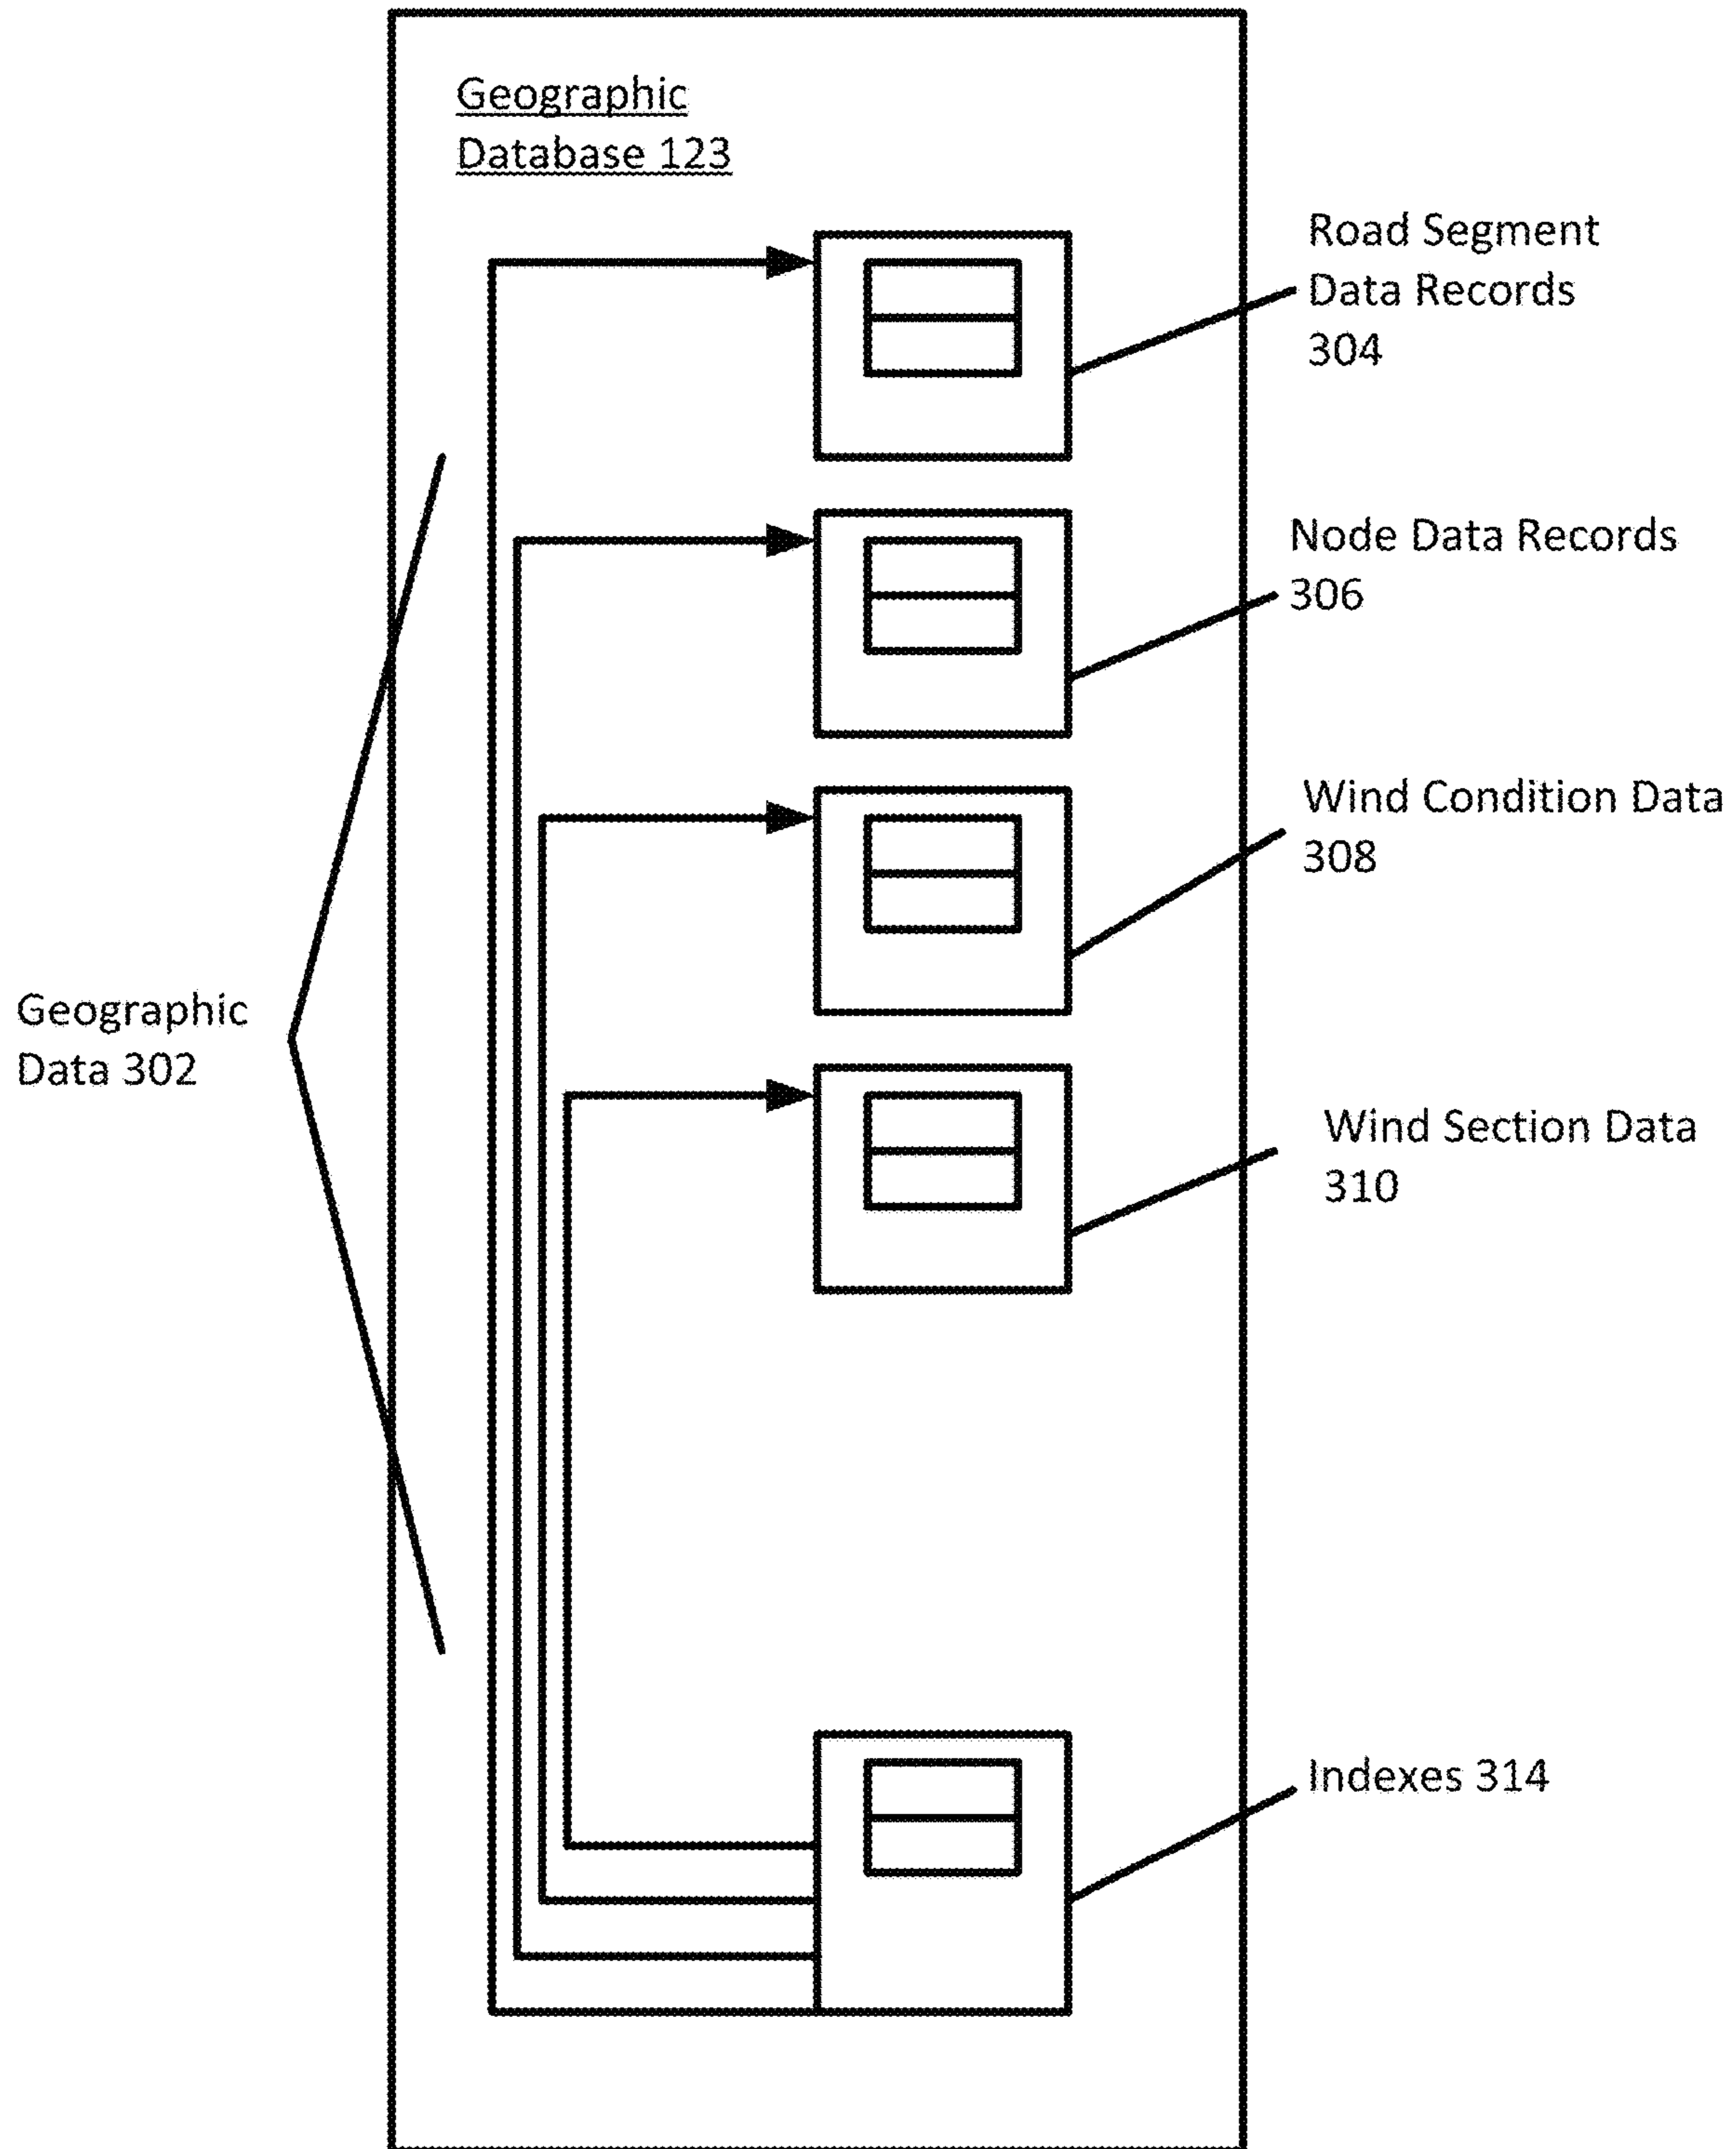 Geographic
Database 123
Road Segment
Data Records
304
Node Data Records
306
Wind Condition Data
308
Geographic
Data 302
Wind Section Data
310
Indexes 314